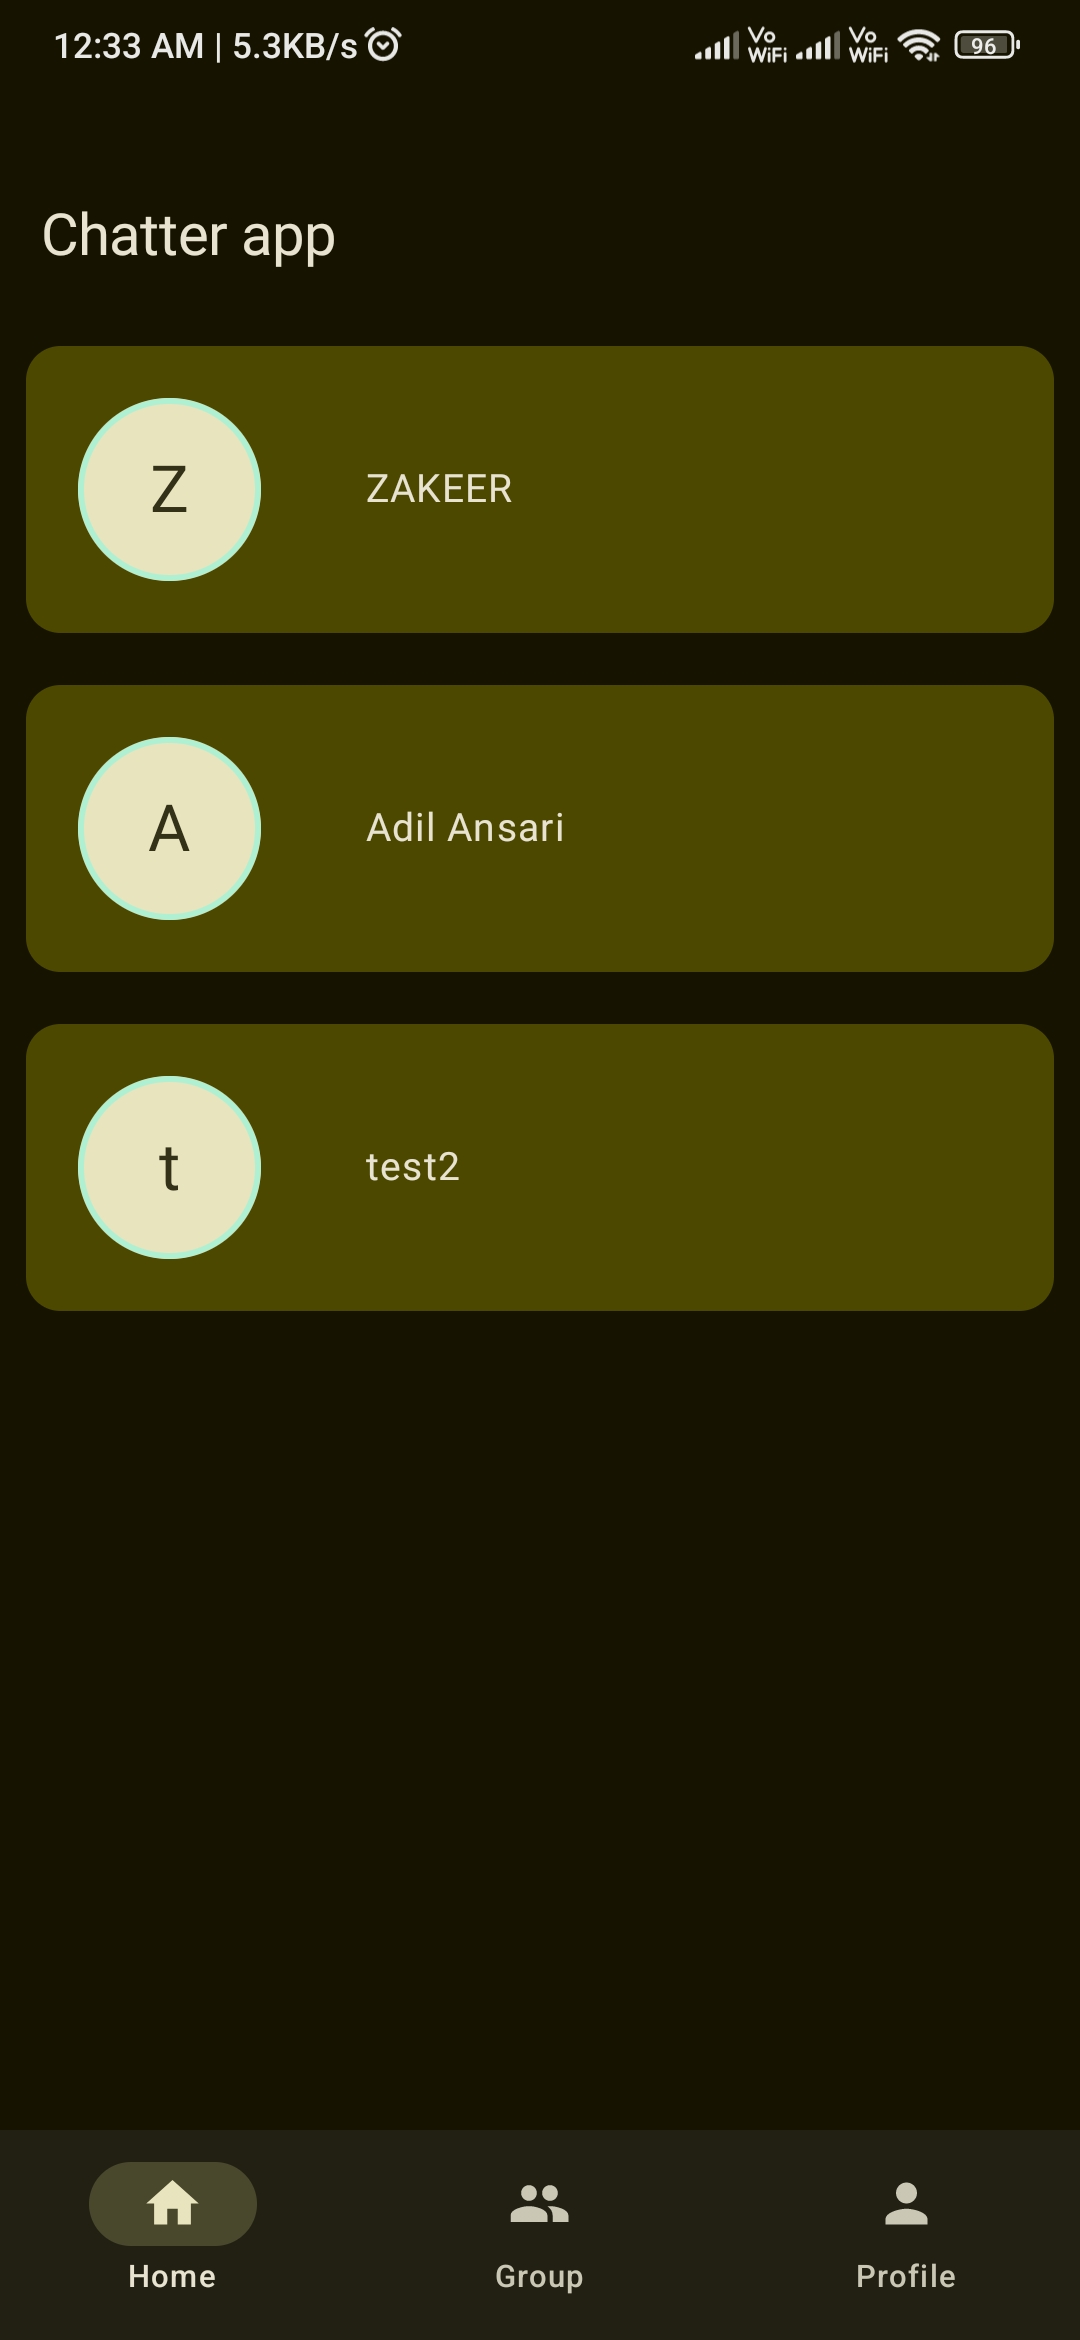 12:33 AM | 5.3KB/s Vo WiFi Vo WiFi 96
Chatter app
Z ZAKEER
A Adil Ansari
t test2
Home Group Profile